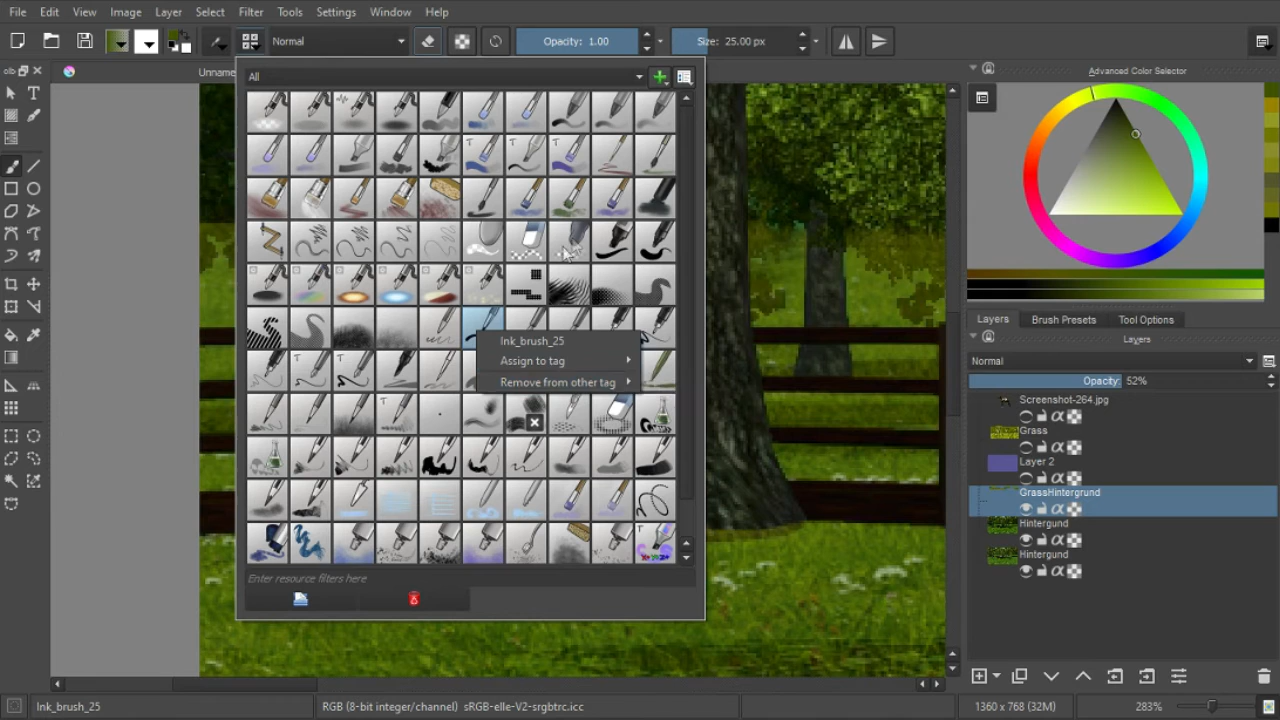 File Edit View Image Layer Select Filter Tools Settings Window Help
Normal Opacity: 1.00 Size: 25.00 px
Unname
All
Advanced Color Selector
Layers Brush Presets Tool Options
Layers
Normal
Opacity: 52%
Screenshot-264.jpg
Grass
Layer 2
GrassHintergrund
Hintergund
Hintergund
Ink_brush_25
Assign to tag
Remove from other tag
Enter resource filters here
Ink_brush_25 RGB (8-bit integer/channel) sRGB-elle-V2-srgbtrc.icc 1360 x 768 (32M) 283%